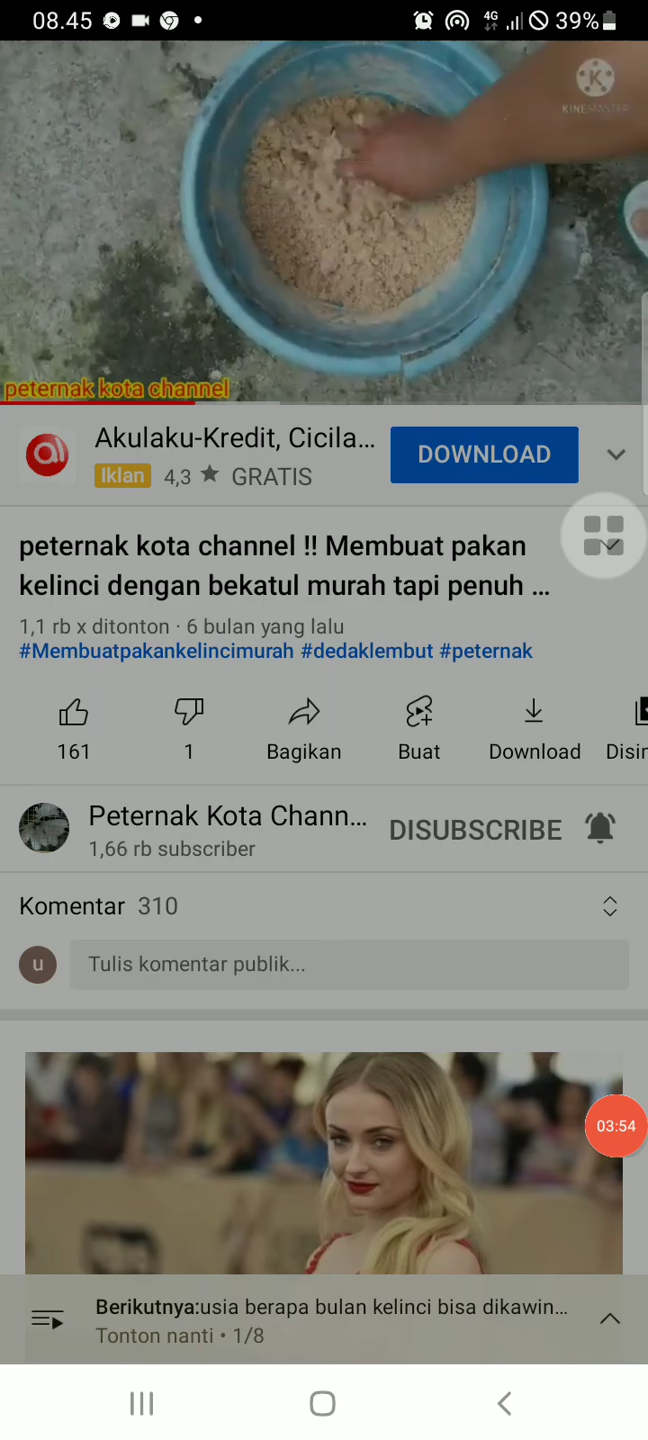 08.45
4G
39%
K
KINEMASTER
peternak kota channel
Akulaku-Kredit, Cicila...
DOWNLOAD
Iklan 4,3 ★ GRATIS
peternak kota channel !! Membuat pakan
kelinci dengan bekatul murah tapi penuh ...
1,1 rb x ditonton · 6 bulan yang lalu
#Membuatpakankelincimurah #dedaklembut #peternak
161
1
Bagikan
Buat
Download
Disin
Peternak Kota Chann...
1,66 rb subscriber
DISUBSCRIBE
Komentar 310
u
Tulis komentar publik...
03:54
Berikutnya:usia berapa bulan kelinci bisa dikawin...
Tonton nanti • 1/8